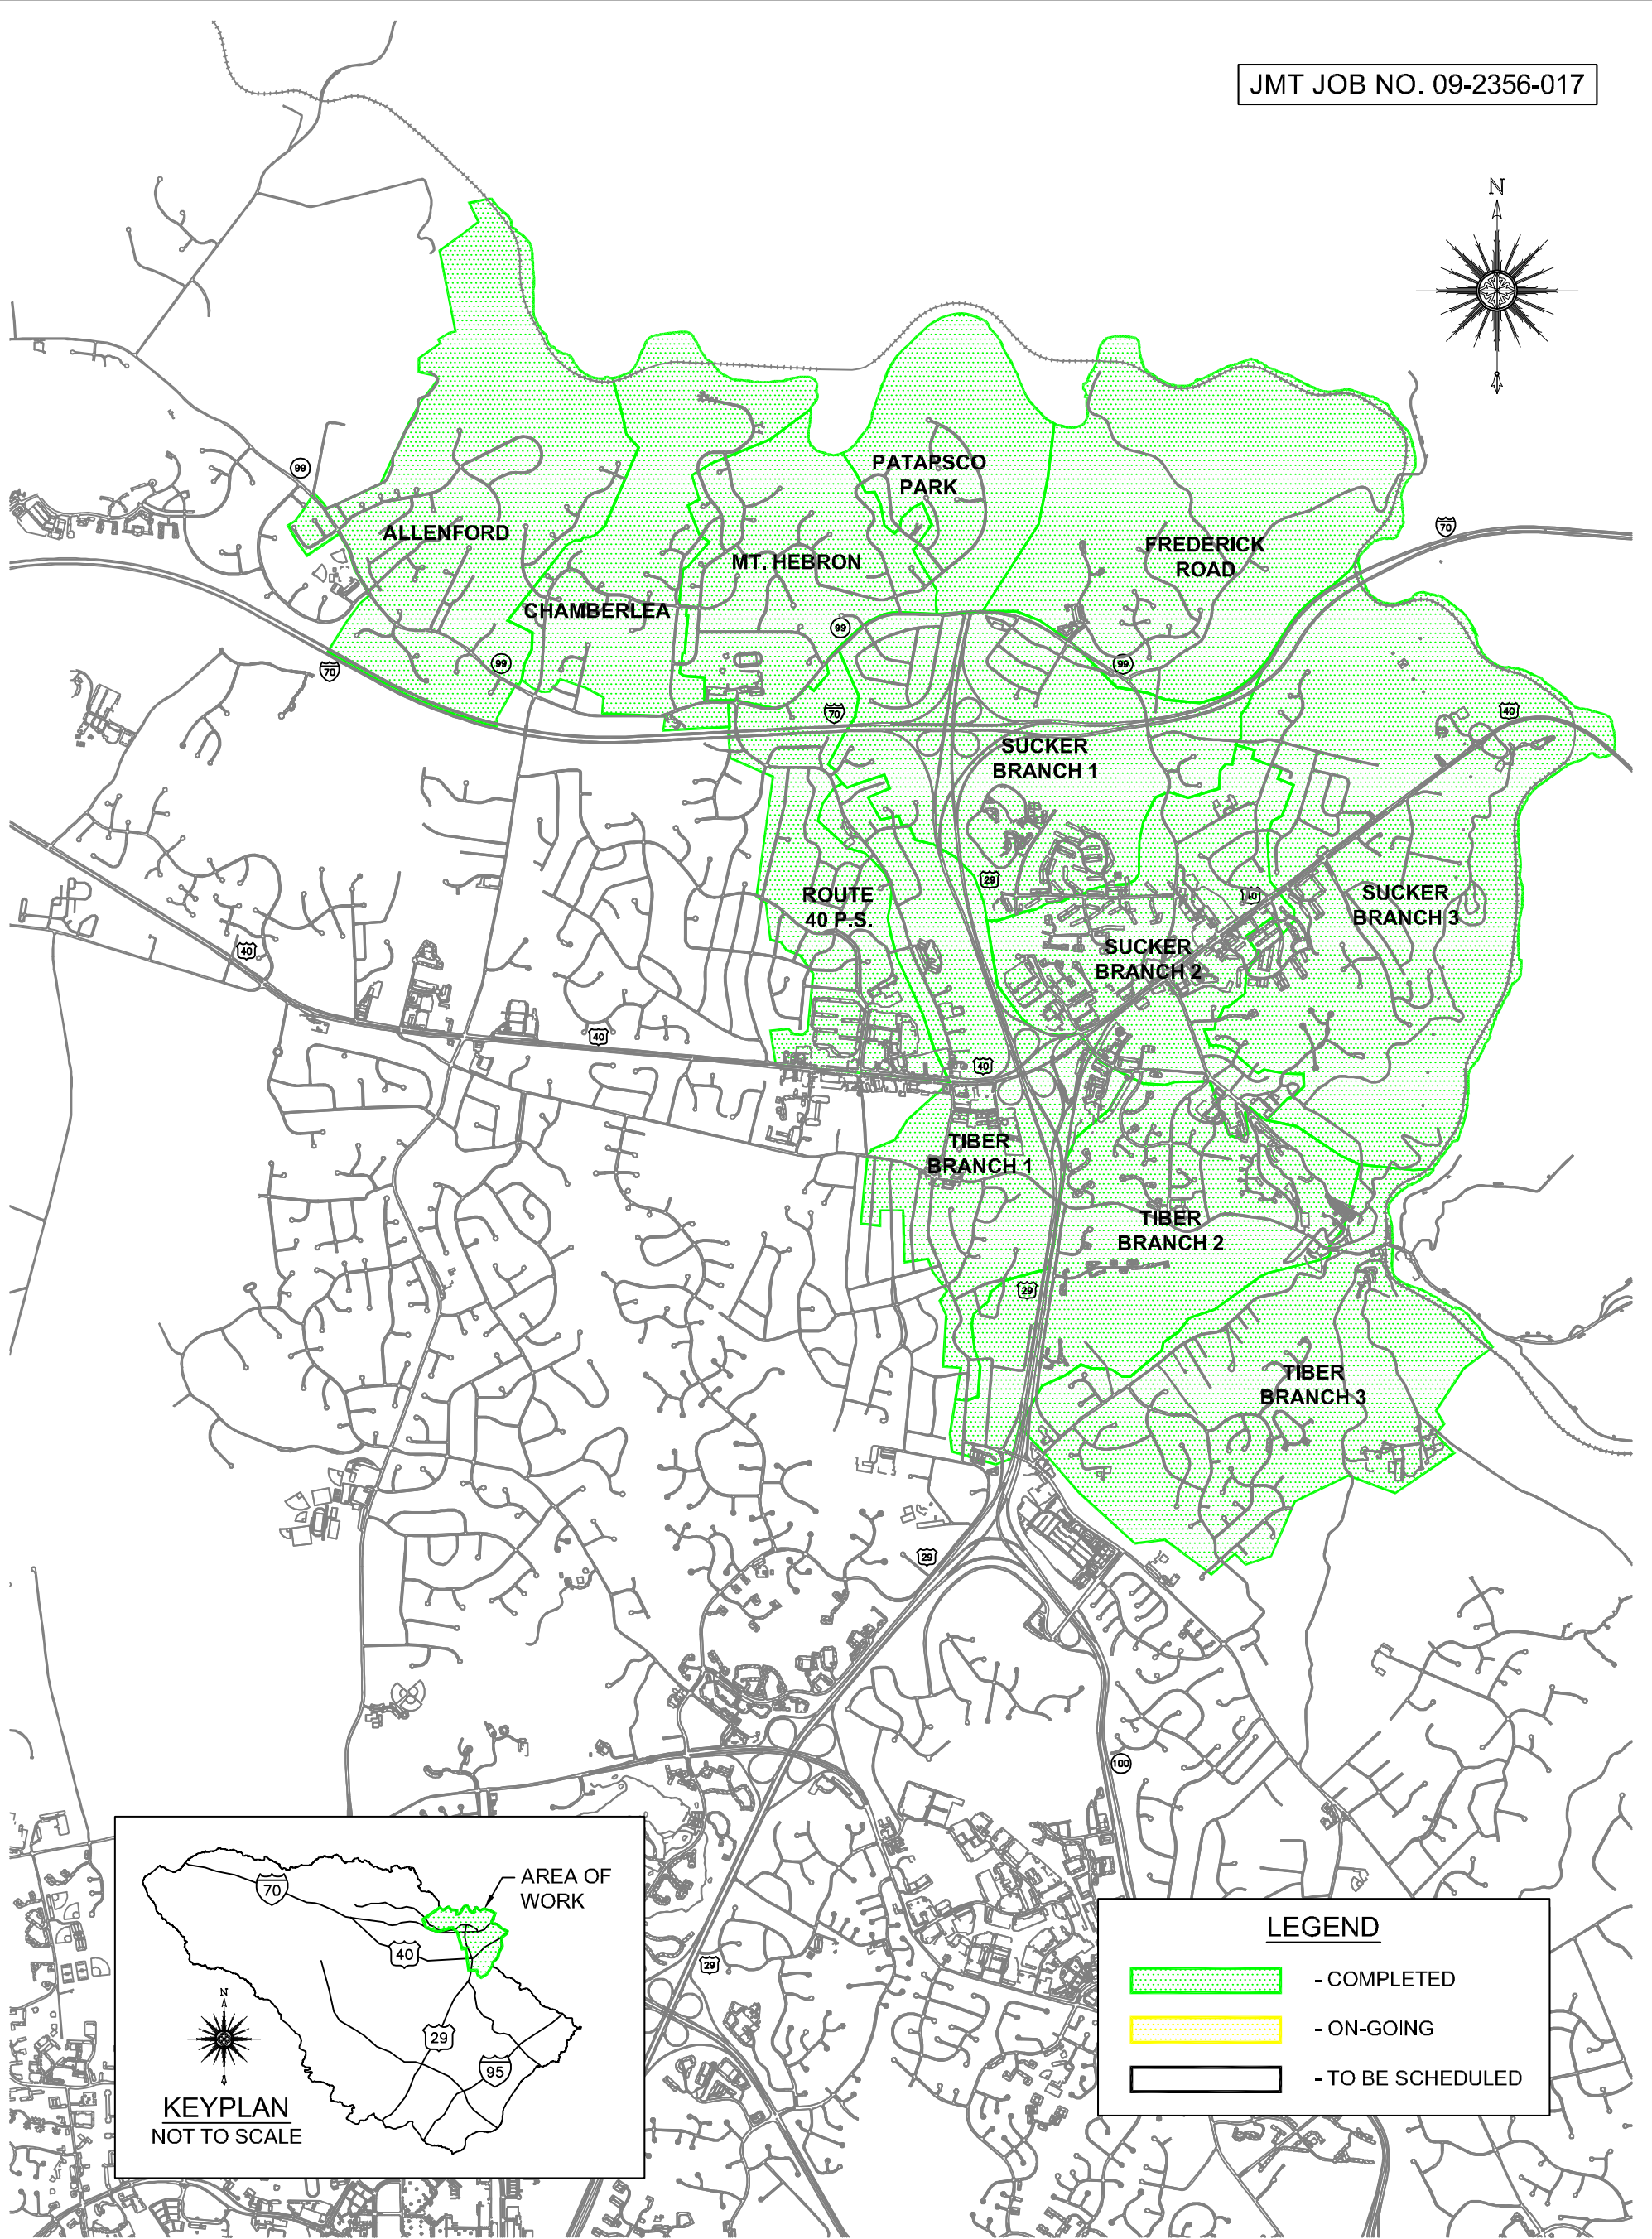 JMT JOB NO. 09-2356-017
N
PATAPSCO
PARK
99
ALLENFORD
70
FREDERICK
ROAD
MT. HEBRON
CHAMBERLEA
99
99
99
70
70
40
SUCKER
BRANCH 1
29
ROUTE
40 P.S.
40
SUCKER
BRANCH 3
40
SUCKER
BRANCH 2
40
40
TIBER
BRANCH 1
TIBER
BRANCH 2
29
TIBER
BRANCH 3
29
100
29
70
AREA OF
WORK
40
N
29
95
KEYPLAN
NOT TO SCALE
LEGEND
- COMPLETED
- ON-GOING
- TO BE SCHEDULED